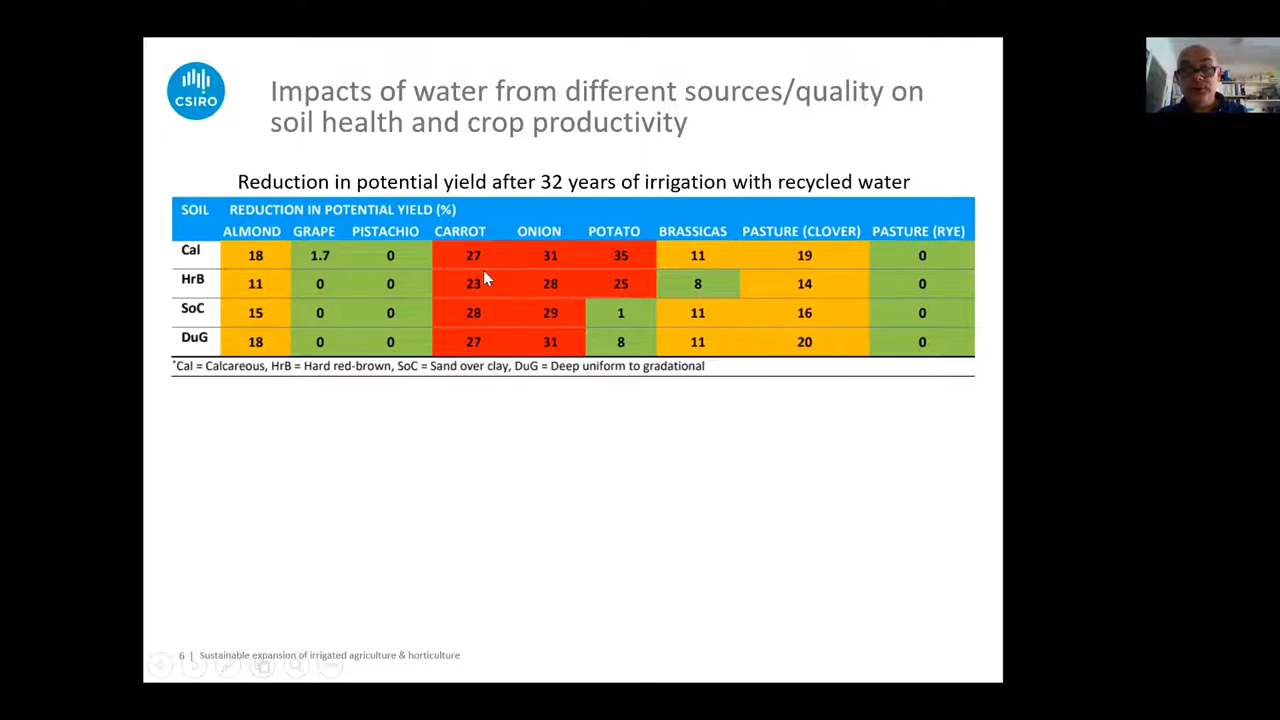 CSIRO
Impacts of water from different sources/quality on
soil health and crop productivity
Reduction in potential yield after 32 years of irrigation with recycled water
SOIL REDUCTION IN POTENTIAL YIELD (%)
ALMOND GRAPE PISTACHIO CARROT ONION POTATO BRASSICAS PASTURE (CLOVER) PASTURE (RYE)
Cal 18 1.7 0 27 31 35 11 19 0
HrB 11 0 0 23 28 25 8 14 0
SoC 15 0 0 28 29 1 11 16 0
DuG 18 0 0 27 31 8 11 20 0
*Cal = Calcareous, HrB = Hard red-brown, SoC = Sand over clay, DuG = Deep uniform to gradational
6 | Sustainable expansion of irrigated agriculture & horticulture